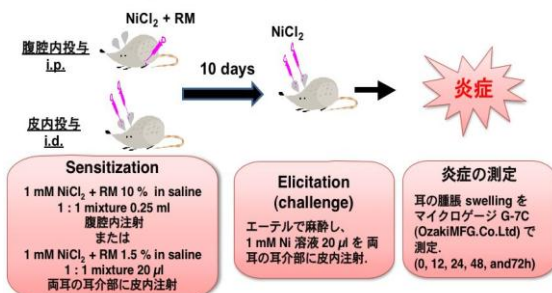 NiCl2 + RM
腹腔内投与
i.p.
NiCl2
10 days
炎症
皮内投与
i.d.
Sensitization
1 mM NiCl2 + RM 10 % in saline
1 : 1 mixture 0.25 ml
腹腔内注射
または
1 mM NiCl2 + RM 1.5 % in saline
1 : 1 mixture 20 μl
両耳の耳介部に皮内注射
Elicitation
(challenge)
エーテルで麻酔し、
1 mM Ni 溶液 20 μl を 両
耳の耳介部に皮内注射.
炎症の測定
耳の腫脹 swelling を
マイクロゲージ G-7C
(OzakiMFG.Co.Ltd) で
測定.
(0, 12, 24, 48, and72h)